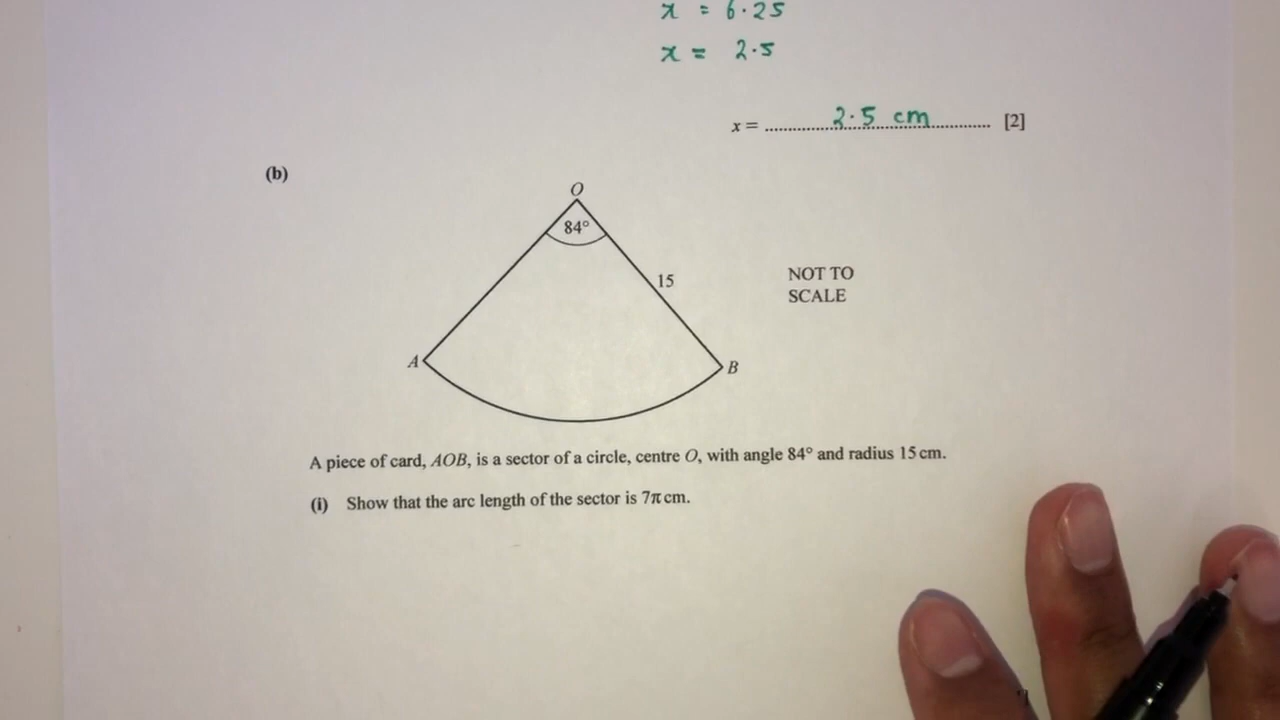 x = 6.25
x = 2.5
x = 2.5 cm [2]
(b)
O
84°
15
NOT TO
SCALE
A
B
A piece of card, AOB, is a sector of a circle, centre O, with angle 84° and radius 15 cm.
(i) Show that the arc length of the sector is 7π cm.